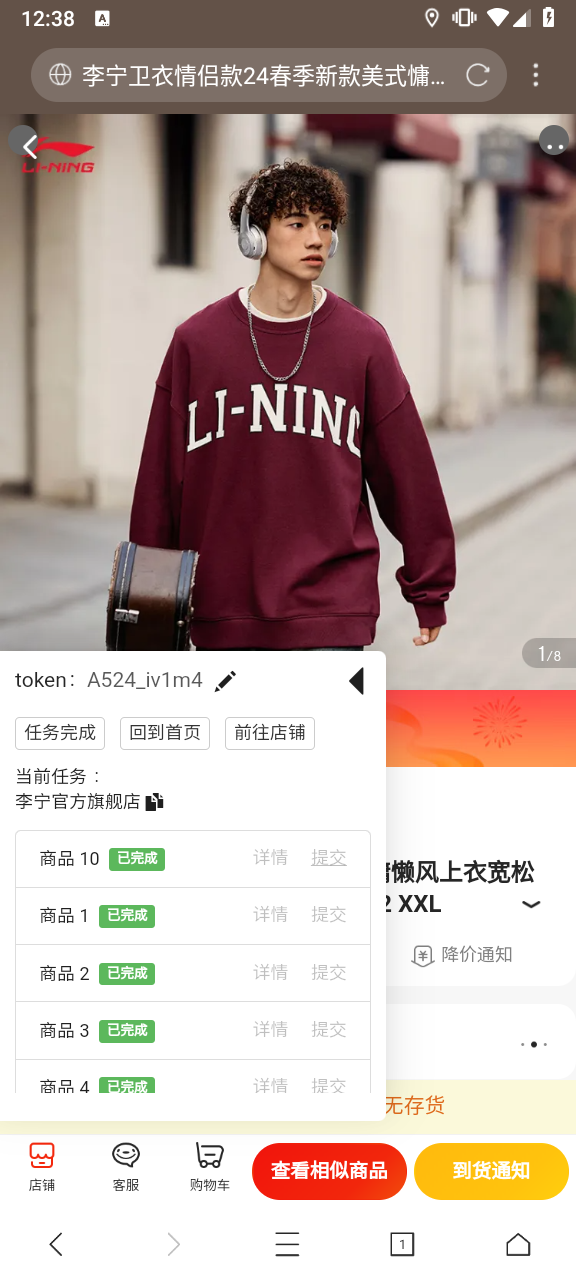 12:38
A
李宁卫衣情侣款24春季新款美式慵...
LI-NING
LI-NING
1/8
token： A524_iv1m4
任务完成 回到首页 前往店铺
当前任务：
李宁官方旗舰店
商品 10 已完成 详情 提交
商品 1 已完成 详情 提交
商品 2 已完成 详情 提交
商品 3 已完成 详情 提交
商品 4 已完成 详情 提交
懒风上衣宽松
2 XXL
降价通知
无存货
店铺 客服 购物车 查看相似商品 到货通知
1